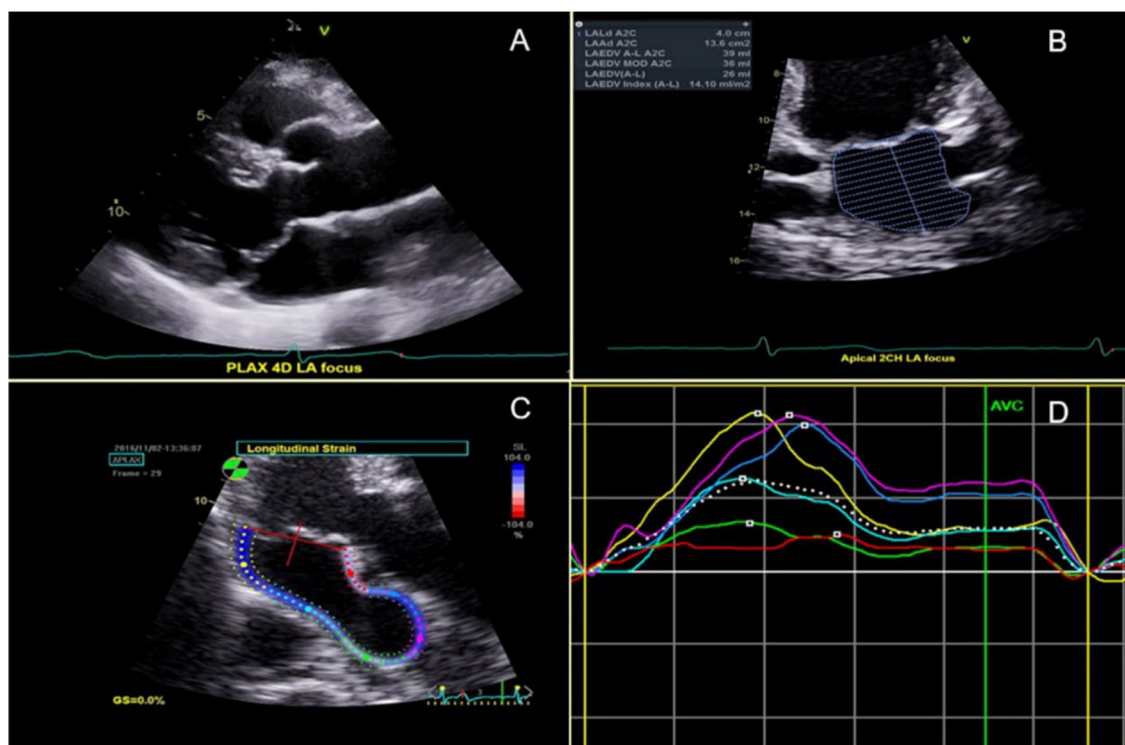 A
V
5
10
PLAX 4D LA focus
B
LALd A2C 4.0 cm
LAAd A2C 13.6 cm2
LAEDV A-L A2C 39 ml
LAEDV MOD A2C 36 ml
LAEDV(A-L) 26 ml
LAEDV Index (A-L) 14.10 ml/m2
V
8
10
12
14
16
Apical 2CH LA focus
C
2016/11/02-13:36:07
APLAX
Frame = 29
Longitudinal Strain
SL
104.0
-104.0
%
10
GS=0.0%
D
AVC